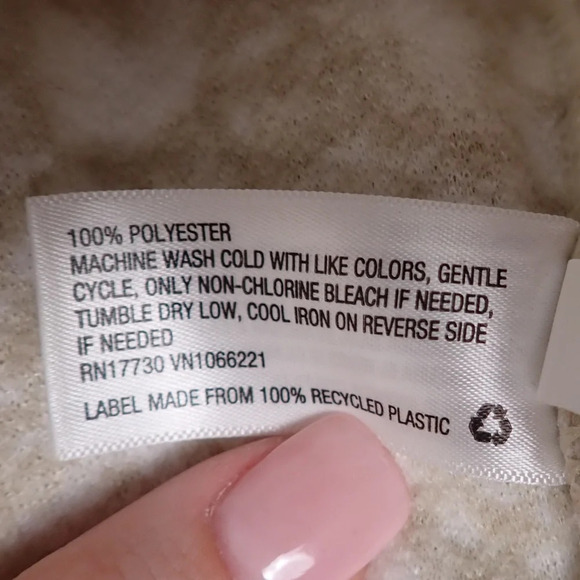 100% POLYESTER
MACHINE WASH COLD WITH LIKE COLORS, GENTLE
CYCLE, ONLY NON-CHLORINE BLEACH IF NEEDED,
TUMBLE DRY LOW, COOL IRON ON REVERSE SIDE
IF NEEDED
RN17730 VN1066221
LABEL MADE FROM 100% RECYCLED PLASTIC